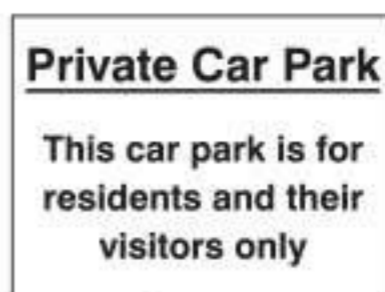 Private Car Park
This car park is for
residents and their
visitors only